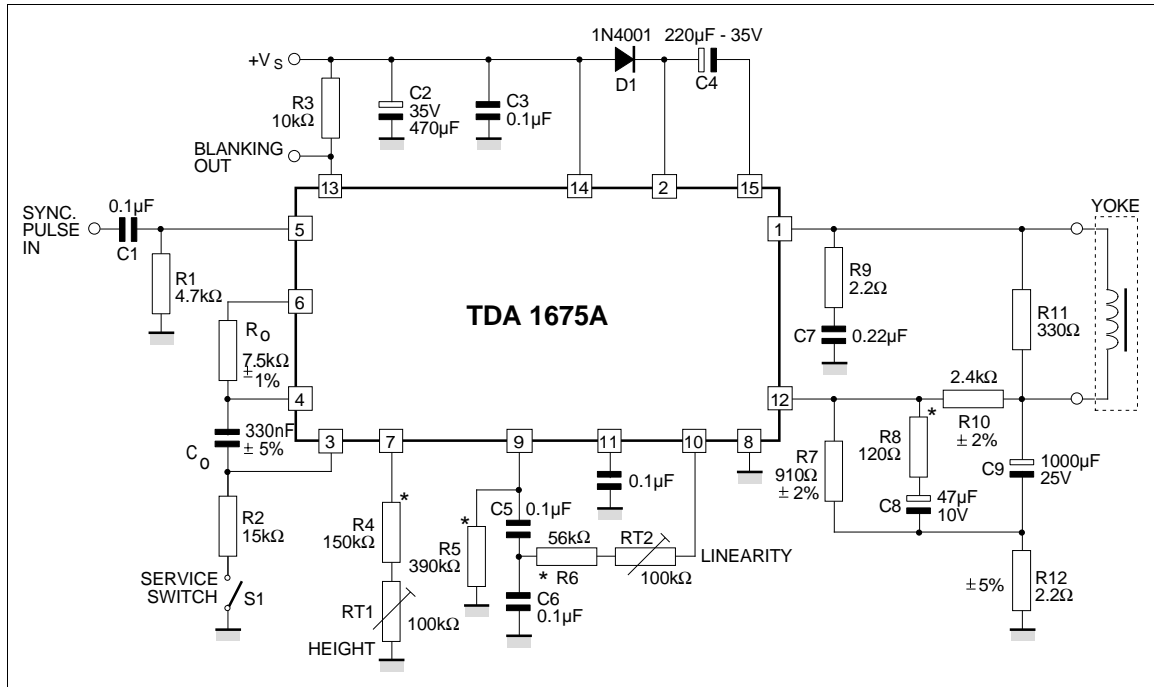 1N4001
220µF - 35V
+VS
D1
C4
R3
10kΩ
C2
35V
470µF
C3
0.1µF
BLANKING
OUT
13
14
2
15
YOKE
SYNC.
PULSE
IN
0.1µF
C1
5
1
R1
4.7kΩ
R9
2.2Ω
R11
330Ω
6
TDA 1675A
C7
0.22µF
Ro
7.5kΩ
±1%
2.4kΩ
4
12
R10
±2%
330nF
±5%
Co
3
7
9
11
10
8
R7
910Ω
±2%
*
R8
120Ω
C9
1000µF
25V
0.1µF
C8
47µF
10V
R2
15kΩ
*
R4
150kΩ
*
R5
390kΩ
C5
0.1µF
56kΩ
* R6
RT2
100kΩ
LINEARITY
SERVICE
SWITCH
S1
RT1
100kΩ
HEIGHT
C6
0.1µF
±5%
R12
2.2Ω